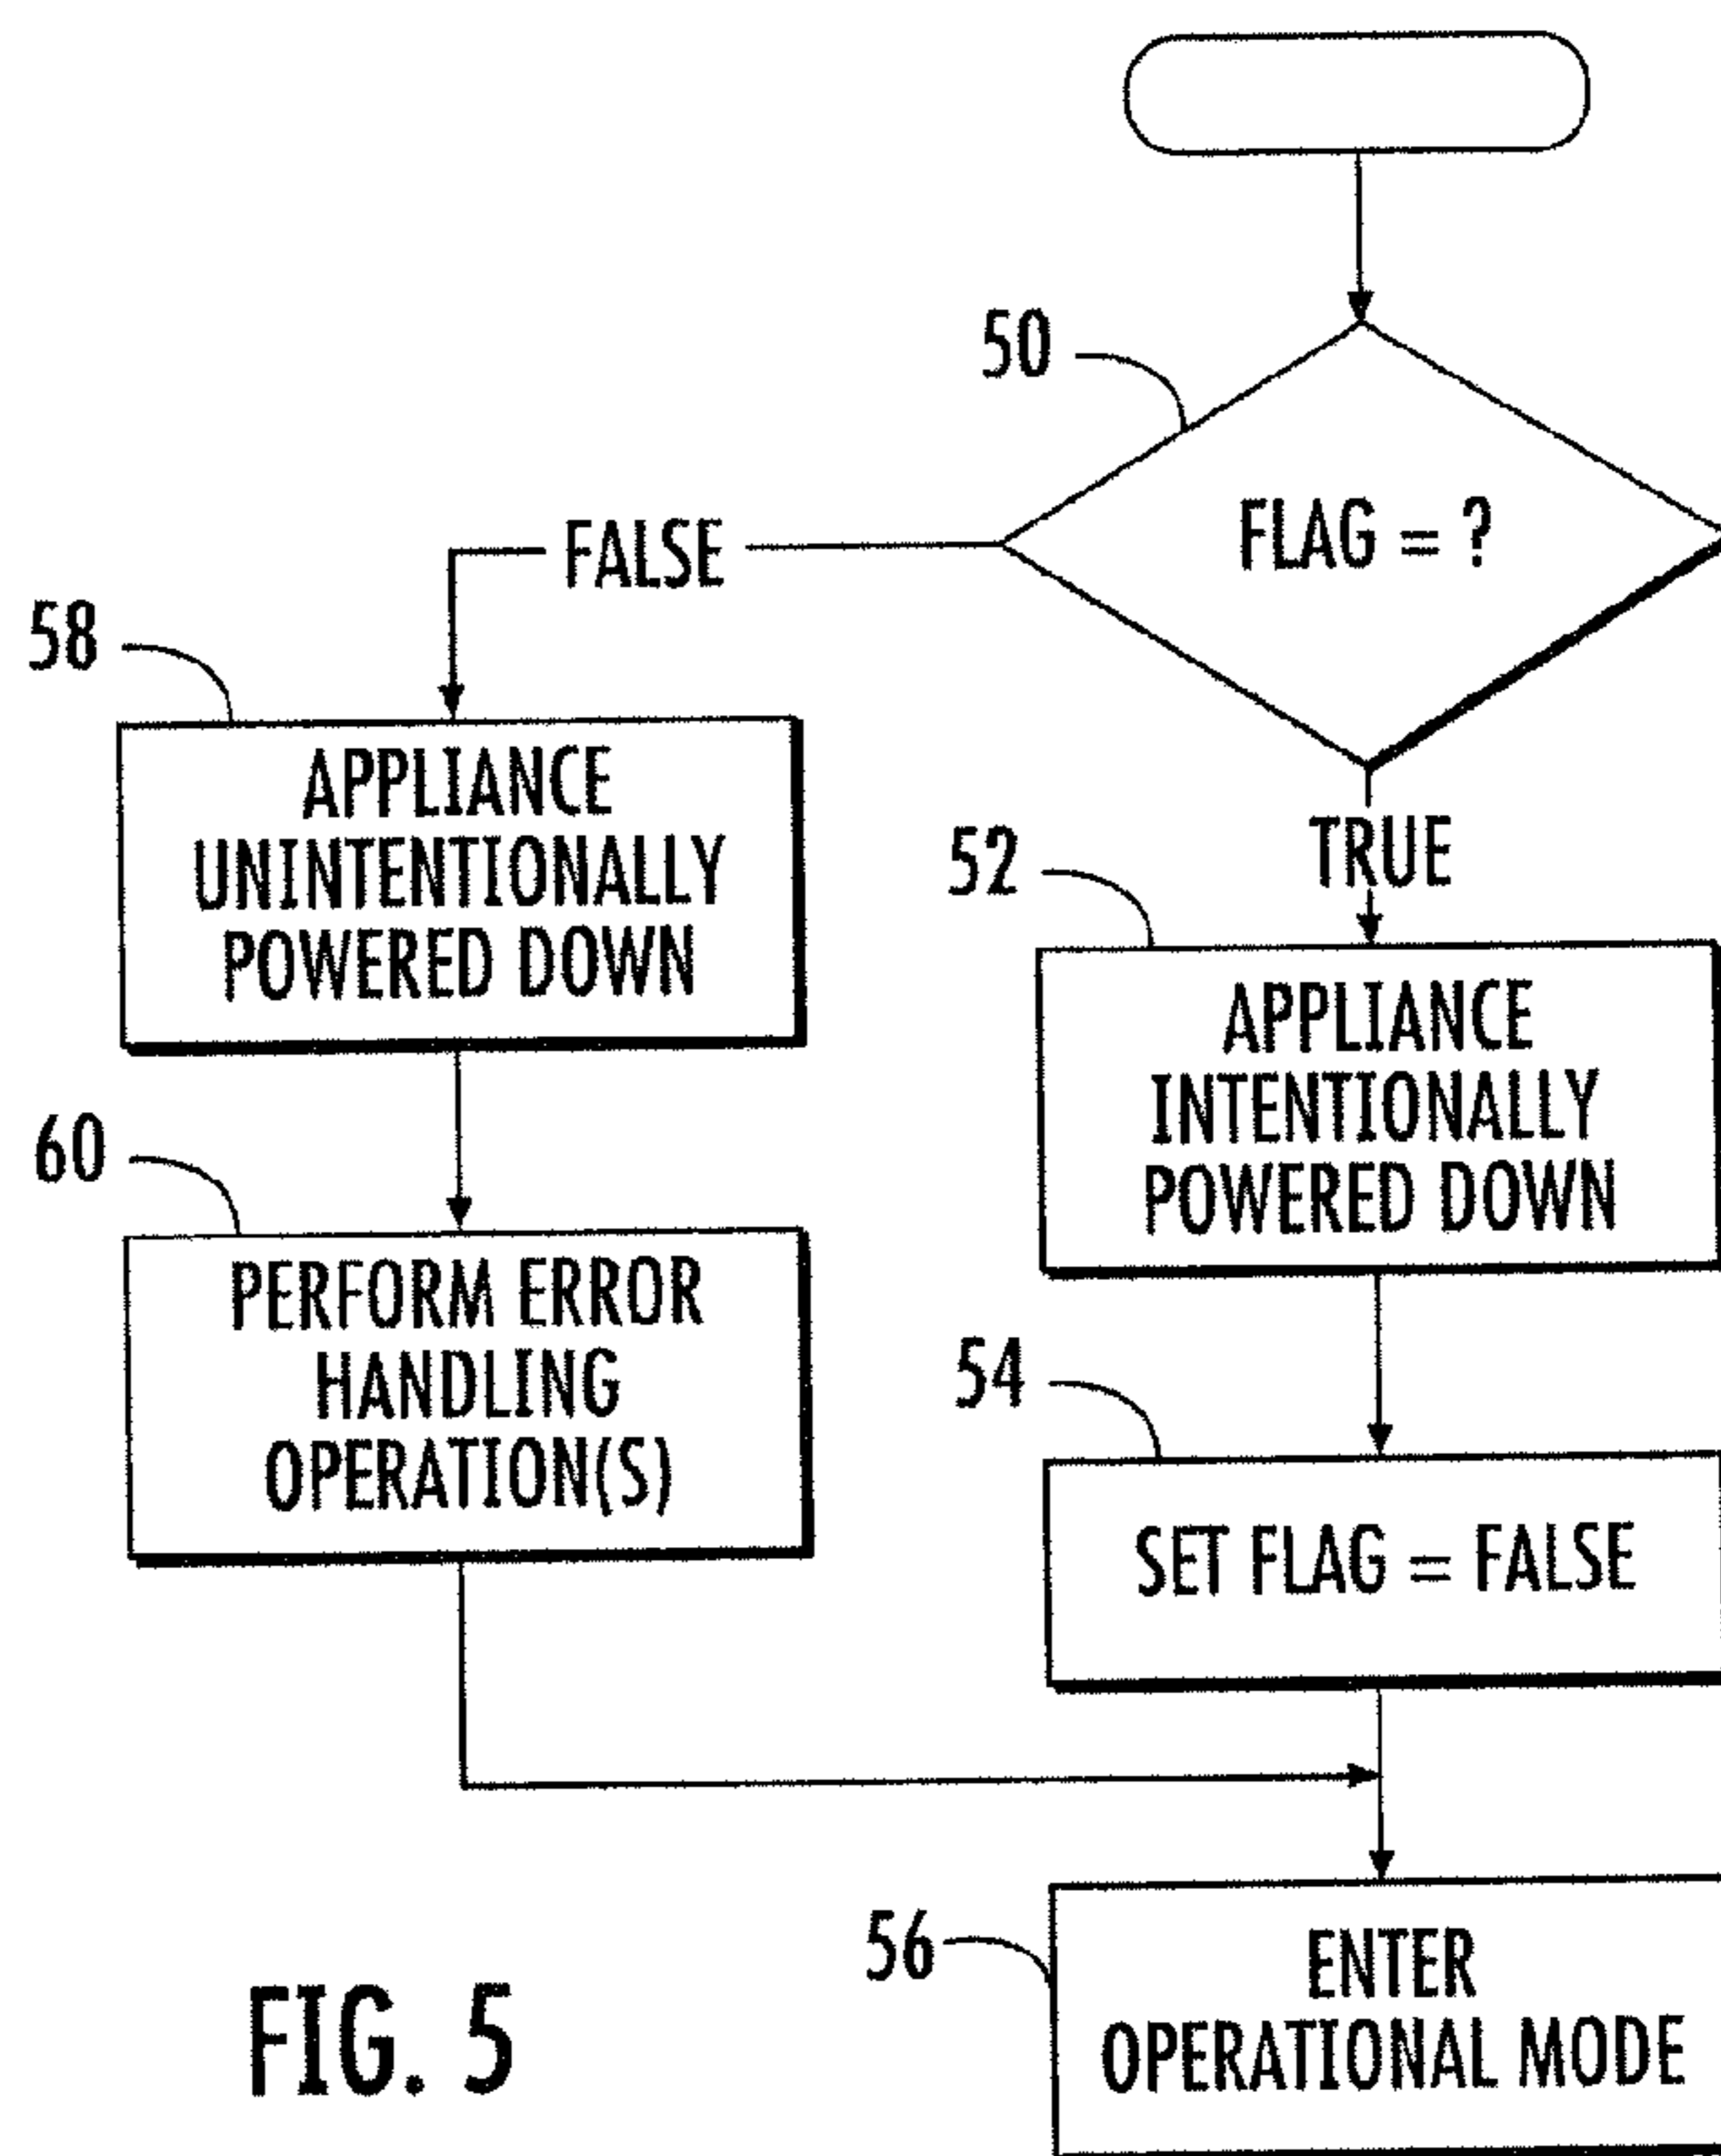 50
FLAG = ?
FALSE
58
APPLIANCE
UNINTENTIONALLY
POWERED DOWN
TRUE
52
APPLIANCE
INTENTIONALLY
POWERED DOWN
60
PERFORM ERROR
HANDLING
OPERATION(S)
54
SET FLAG = FALSE
56
ENTER
OPERATIONAL MODE
FIG. 5